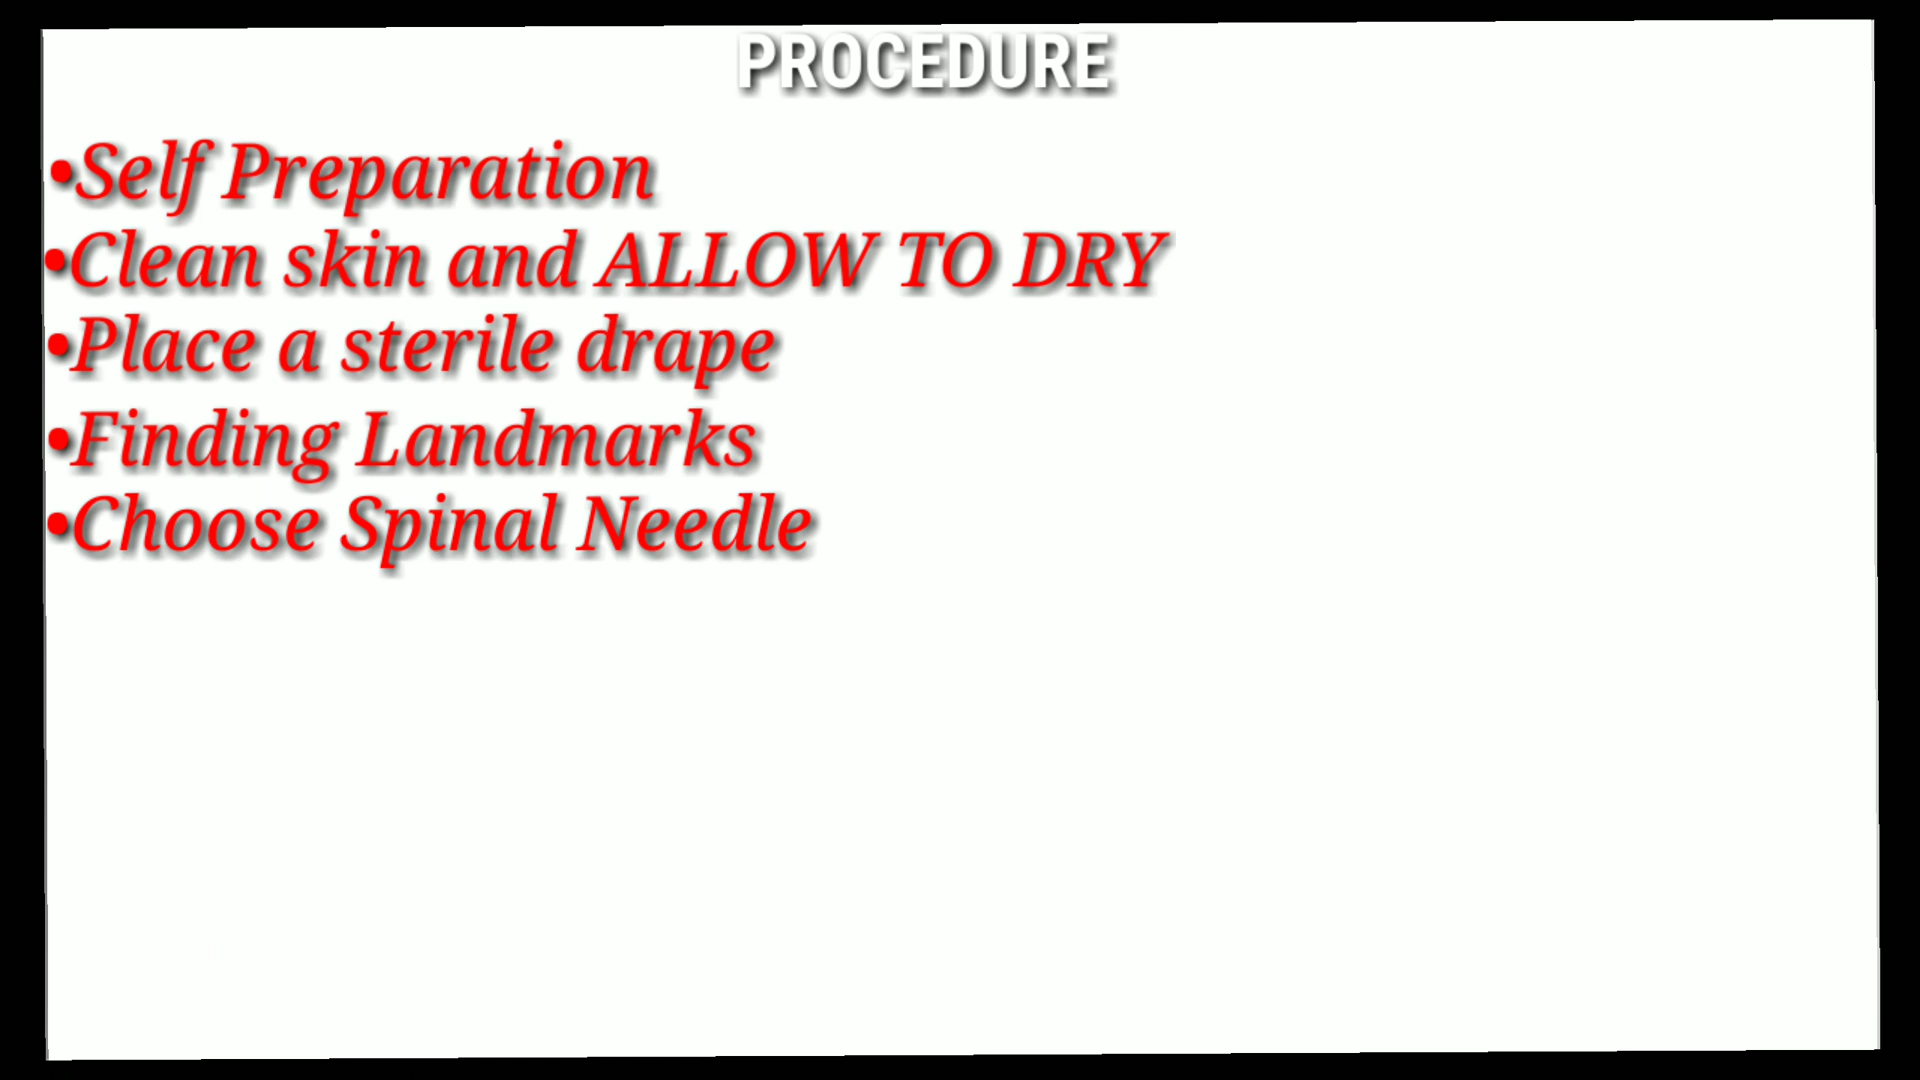 PROCEDURE
•Self Preparation
•Clean skin and ALLOW TO DRY
•Place a sterile drape
•Finding Landmarks
•Choose Spinal Needle